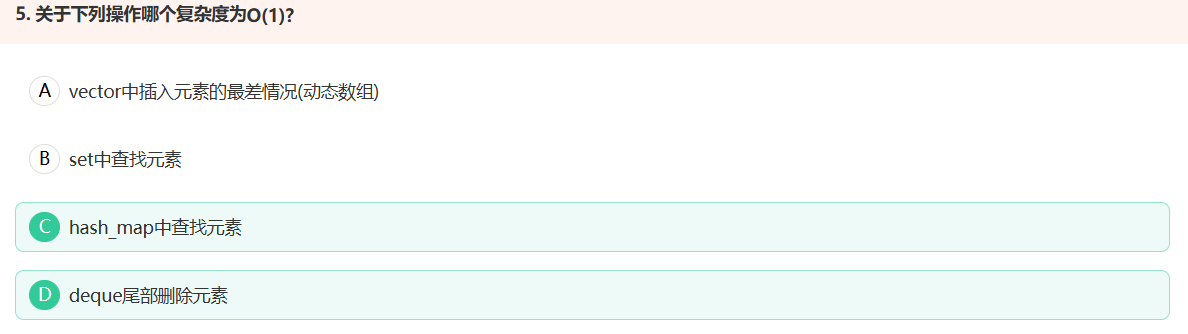 5. 关于下列操作哪个复杂度为O(1)?
A vector中插入元素的最差情况(动态数组)
B set中查找元素
C hash_map中查找元素
D deque尾部删除元素